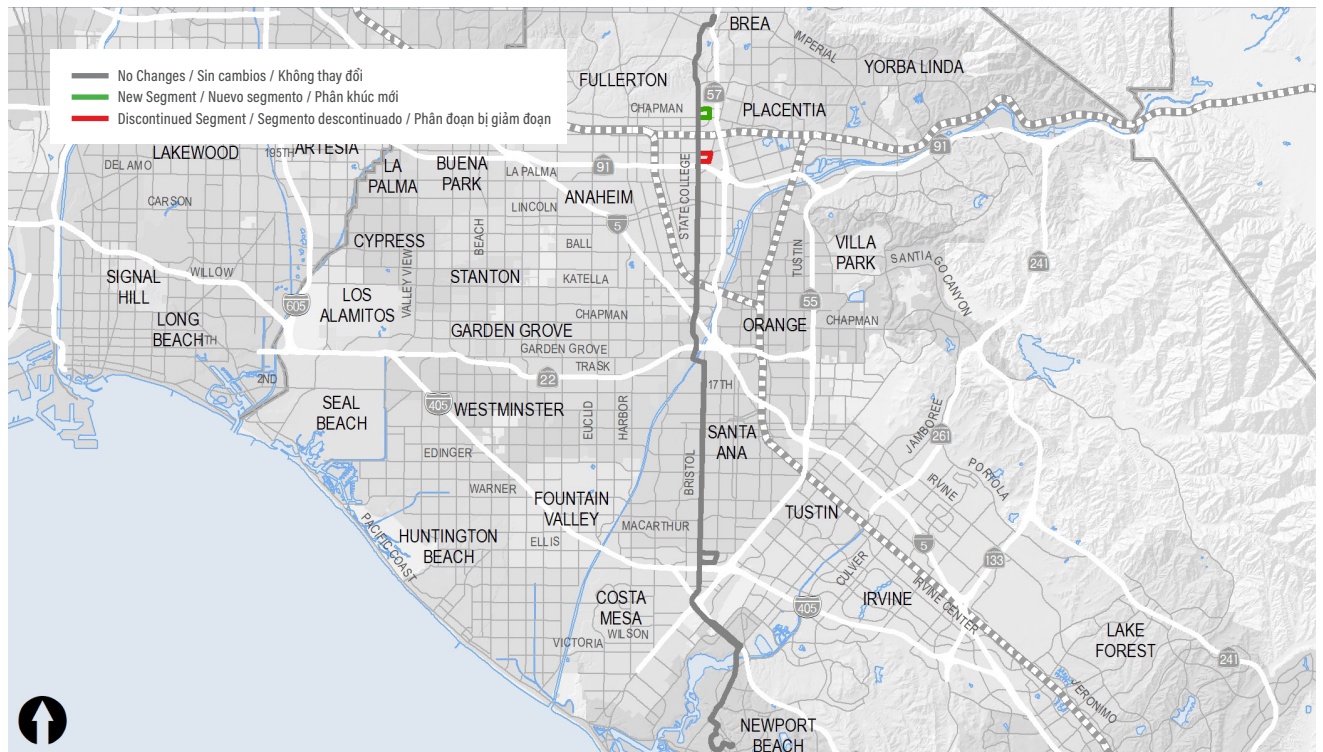 BREA
IMPERIAL
YORBA LINDA
No Changes / Sin cambios / Không thay đổi
New Segment / Nuevo segmento / Phân khúc mới
Discontinued Segment / Segmento descontinuado / Phân đoạn bị giảm đoạn
FULLERTON
57
CHAPMAN
PLACENTIA
LAKEWOOD
195TH
ARTESIA
DEL AMO
LA
PALMA
BUENA
PARK
LA PALMA
91
91
CARSON
LINCOLN
ANAHEIM
STATE COLLEGE
5
CYPRESS
BEACH
BALL
VILLA
PARK
SANTIAGO CANYON
TUSTIN
241
SIGNAL
HILL
WILLOW
VALLEY VIEW
STANTON
KATELLA
605
LOS
ALAMITOS
55
LONG
BEACH
TH
CHAPMAN
GARDEN GROVE
ORANGE
CHAPMAN
GARDEN GROVE
TRASK
22
2ND
17TH
SEAL
BEACH
405
WESTMINSTER
EUCLID
HARBOR
SANTA
ANA
JAMBOREE
261
EDINGER
BRISTOL
PORTOLA
IRVINE
WARNER
FOUNTAIN
VALLEY
TUSTIN
MACARTHUR
PACIFIC COAST
HUNTINGTON
BEACH
ELLIS
5
133
CULVER
COSTA
MESA
WILSON
405
IRVINE
IRVINE CENTER
VICTORIA
LAKE
FOREST
241
JERONIMO
NEWPORT
BEACH